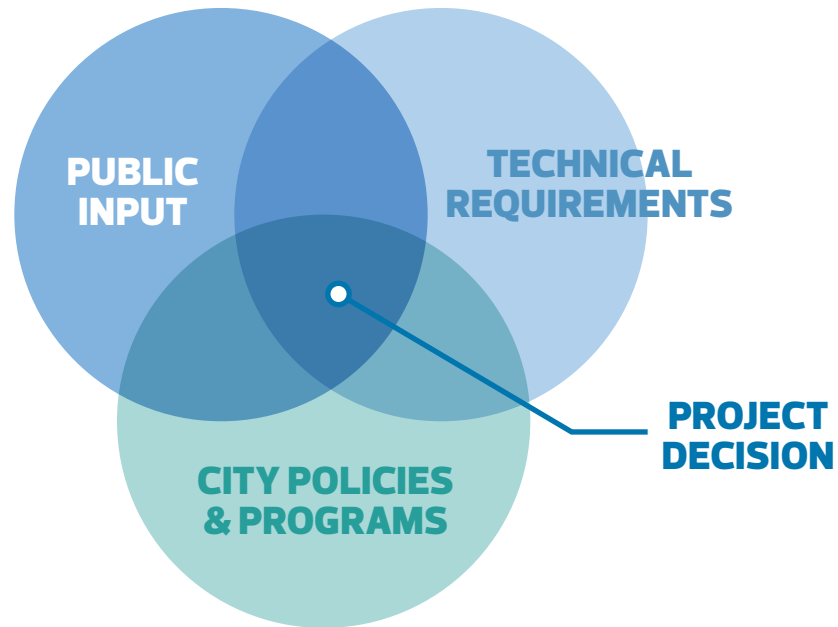 PUBLIC
INPUT
TECHNICAL
REQUIREMENTS
PROJECT
DECISION
CITY POLICIES
& PROGRAMS